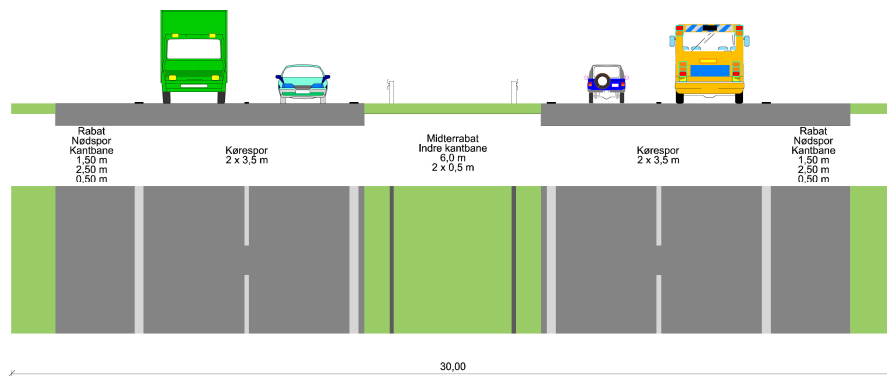 Rabat
Nødspor
Kantbane
1,50 m
2,50 m
0,50 m
Kørespor
2 x 3,5 m
Midterrabat
Indre kantbane
6,0 m
2 x 0,5 m
Kørespor
2 x 3,5 m
Rabat
Nødspor
Kantbane
1,50 m
2,50 m
0,50 m
30,00